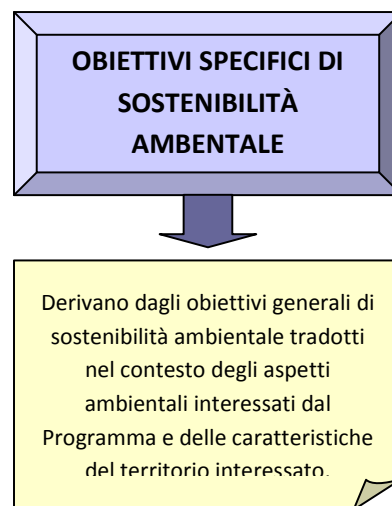 OBIETTIVI SPECIFICI DI
SOSTENIBILITÀ
AMBENTALE
Derivano dagli obiettivi generali di
sostenibilità ambientale tradotti
nel contesto degli aspetti
ambientali interessati dal
Programma e delle caratteristiche
del territorio interessato.